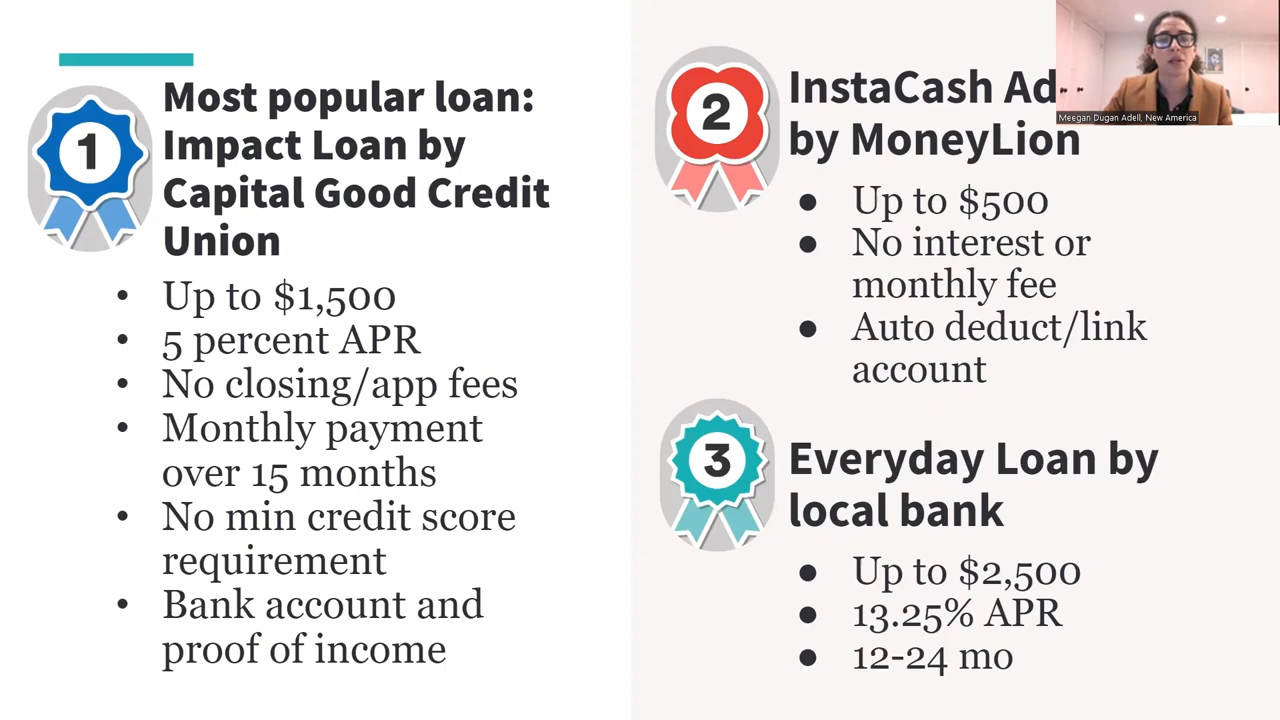 1
Most popular loan:
Impact Loan by
Capital Good Credit
Union
• Up to $1,500
• 5 percent APR
• No closing/app fees
• Monthly payment
over 15 months
• No min credit score
requirement
• Bank account and
proof of income
2
InstaCash
by MoneyLion
● Up to $500
● No interest or
monthly fee
● Auto deduct/link
account
3
Everyday Loan by
local bank
● Up to $2,500
● 13.25% APR
● 12-24 mo
Meegan Dugan Adell, New America